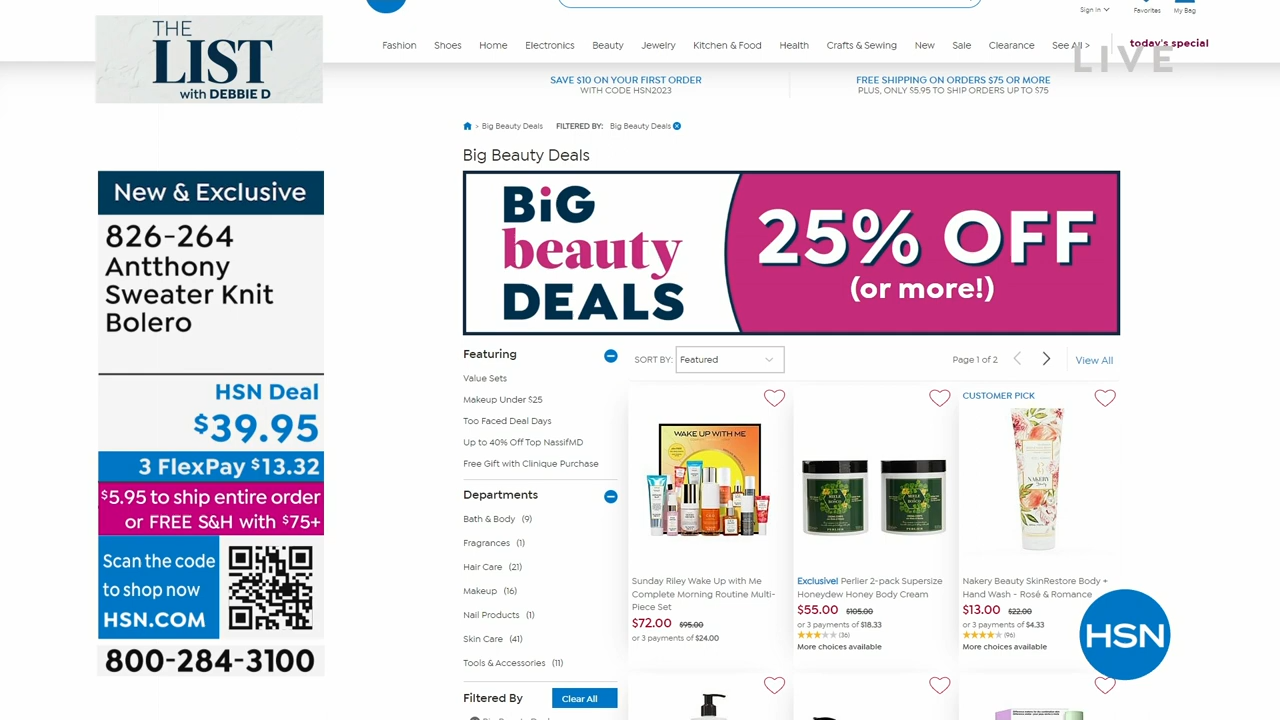 THE
LIST
with DEBBIE D
Sign in
Favorites
My Bag
Fashion
Shoes
Home
Electronics
Beauty
Jewelry
Kitchen & Food
Health
Crafts & Sewing
New
Sale
Clearance
See All >
today's special
LIVE
SAVE $10 ON YOUR FIRST ORDER
WITH CODE HSN2023
FREE SHIPPING ON ORDERS $75 OR MORE
PLUS, ONLY $5.95 TO SHIP ORDERS UP TO $75
> Big Beauty Deals FILTERED BY: Big Beauty Deals
Big Beauty Deals
BiG
beauty
DEALS
25% OFF
(or more!)
New & Exclusive
826-264
Antthony
Sweater Knit
Bolero
HSN Deal
$39.95
3 FlexPay $13.32
$5.95 to ship entire order
or FREE S&H with $75+
Scan the code
to shop now
HSN.COM
800-284-3100
Featuring
Value Sets
Makeup Under $25
Too Faced Deal Days
Up to 40% Off Top NassifMD
Free Gift with Clinique Purchase
Departments
Bath & Body (9)
Fragrances (1)
Hair Care (21)
Makeup (16)
Nail Products (1)
Skin Care (41)
Tools & Accessories (11)
Filtered By
Clear All
SORT BY: Featured
Page 1 of 2
View All
WAKE UP WITH ME
Sunday Riley Wake Up with Me
Complete Morning Routine Multi-
Piece Set
$72.00 $95.00
or 3 payments of $24.00
Exclusive! Perlier 2-pack Supersize
Honeydew Honey Body Cream
$55.00 $105.00
or 3 payments of $18.33
(36)
More choices available
CUSTOMER PICK
NAKERY
Nakery Beauty SkinRestore Body +
Hand Wash - Rosé & Romance
$13.00 $22.00
or 3 payments of $4.33
(96)
More choices available
HSN